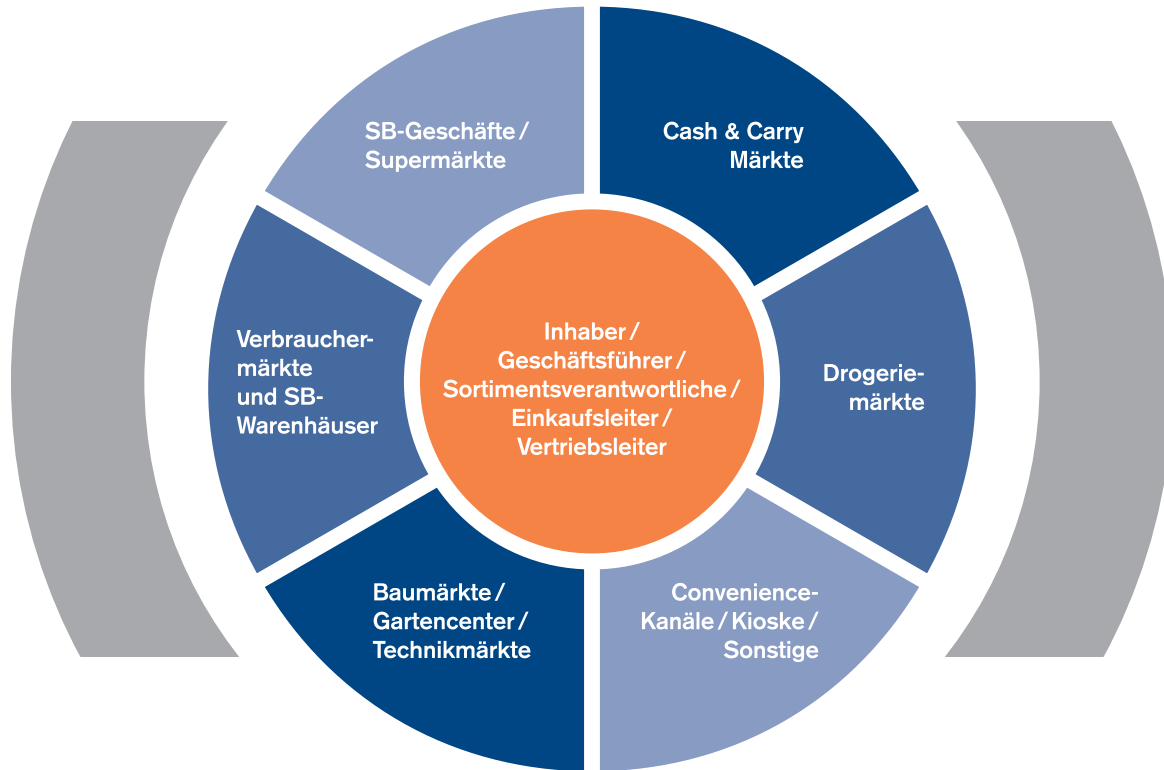 SB-Geschäfte /
Supermärkte
Cash & Carry
Märkte
Verbraucher-
märkte
und SB-
Warenhäuser
Inhaber /
Geschäftsführer /
Sortimentsverantwortliche /
Einkaufsleiter /
Vertriebsleiter
Drogerie-
märkte
Baumärkte /
Gartencenter /
Technikmärkte
Convenience-
Kanäle / Kioske /
Sonstige